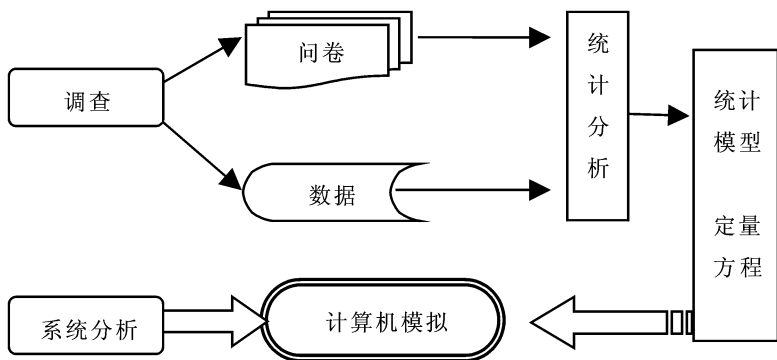 问卷
调查
数据
统计分析
统计
模型
定量
方程
系统分析
计算机模拟